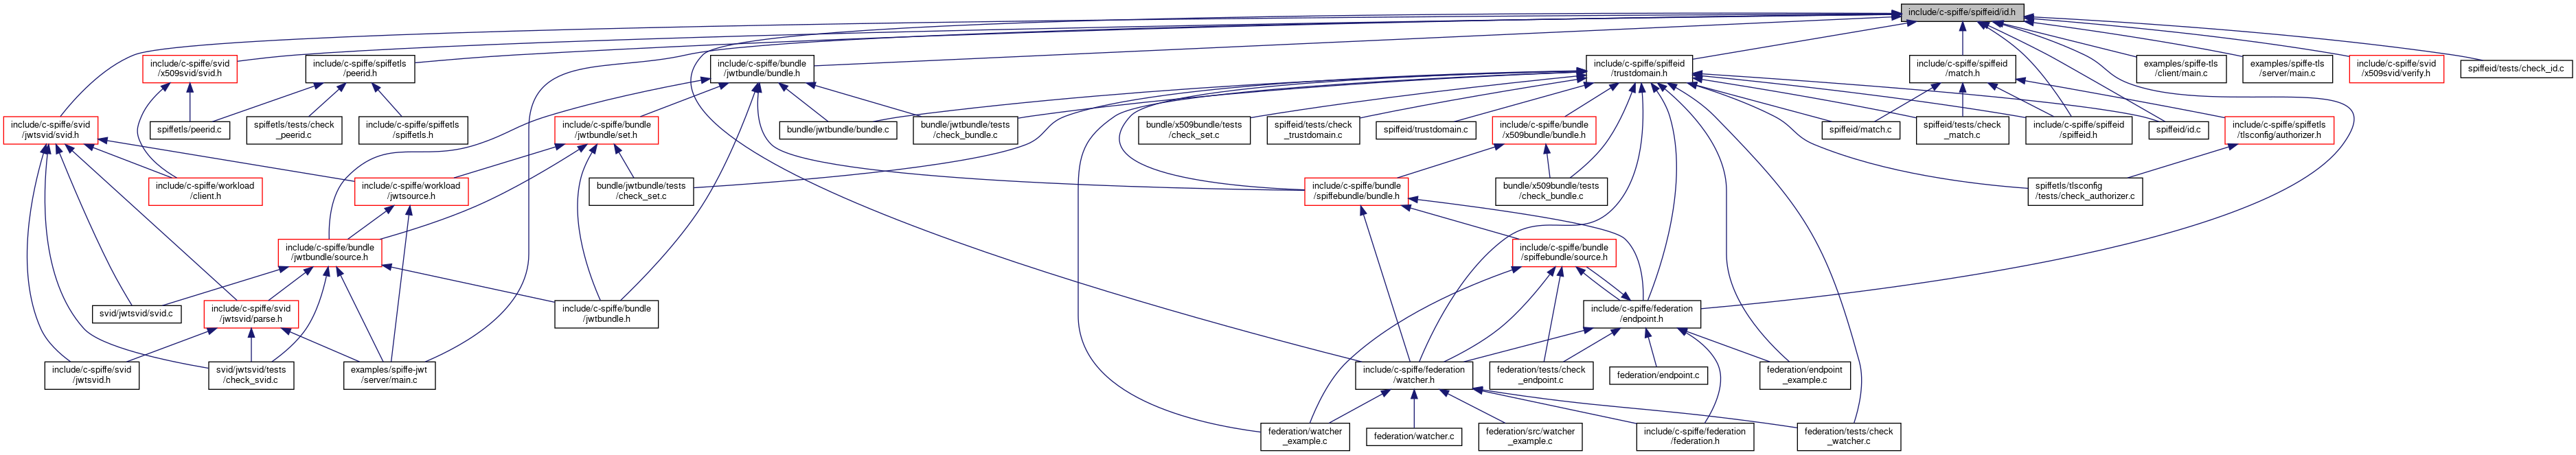 include/c-spiffe/spiffeid/id.h
include/c-spiffe/svid
/x509svid/svid.h
include/c-spiffe/spiffetls
/peerid.h
include/c-spiffe/bundle
/jwtbundle/bundle.h
include/c-spiffe/spiffeid
/trustdomain.h
include/c-spiffe/spiffeid
/match.h
examples/spiffe-tls
/client/main.c
examples/spiffe-tls
/server/main.c
include/c-spiffe/svid
/x509svid/verify.h
spiffeid/tests/check_id.c
include/c-spiffe/svid
/jwtsvid/svid.h
spiffetls/peerid.c
spiffetls/tests/check
_peerid.c
include/c-spiffe/spiffetls
/spiffetls.h
include/c-spiffe/bundle
/jwtbundle/set.h
bundle/jwtbundle/bundle.c
bundle/jwtbundle/tests
/check_bundle.c
bundle/x509bundle/tests
/check_set.c
spiffeid/tests/check
_trustdomain.c
spiffeid/trustdomain.c
include/c-spiffe/bundle
/x509bundle/bundle.h
spiffeid/match.c
spiffeid/tests/check
_match.c
include/c-spiffe/spiffeid
/spiffeid.h
spiffeid/id.c
include/c-spiffe/spiffetls
/tlsconfig/authorizer.h
include/c-spiffe/workload
/client.h
include/c-spiffe/workload
/jwtsource.h
bundle/jwtbundle/tests
/check_set.c
include/c-spiffe/bundle
/spiffebundle/bundle.h
bundle/x509bundle/tests
/check_bundle.c
spiffetls/tlsconfig
/tests/check_authorizer.c
include/c-spiffe/bundle
/jwtbundle/source.h
include/c-spiffe/bundle
/spiffebundle/source.h
svid/jwtsvid/svid.c
include/c-spiffe/svid
/jwtsvid/parse.h
include/c-spiffe/bundle
/jwtbundle.h
include/c-spiffe/federation
/endpoint.h
include/c-spiffe/svid
/jwtsvid.h
svid/jwtsvid/tests
/check_svid.c
examples/spiffe-jwt
/server/main.c
include/c-spiffe/federation
/watcher.h
federation/tests/check
_endpoint.c
federation/endpoint.c
federation/endpoint
_example.c
federation/watcher
_example.c
federation/watcher.c
federation/src/watcher
_example.c
include/c-spiffe/federation
/federation.h
federation/tests/check
_watcher.c